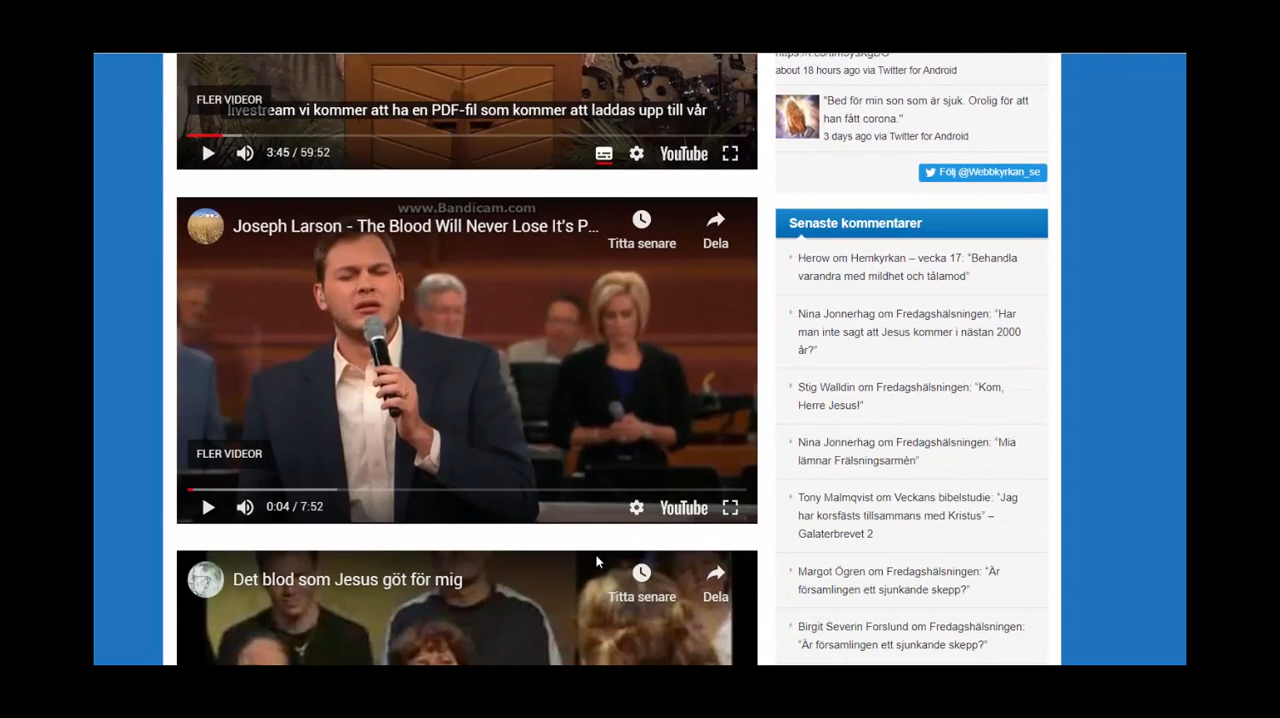 FLER VIDEOR
livestream vi kommer att ha en PDF-fil som kommer att laddas upp till vår
3:45 / 59:52
YouTube
www.Bandicam.com
Joseph Larson - The Blood Will Never Lose It's P...
Titta senare
Dela
FLER VIDEOR
0:04 / 7:52
YouTube
Det blod som Jesus göt för mig
Titta senare
Dela
about 18 hours ago via Twitter for Android
"Bed för min son som är sjuk. Orolig för att
han fått corona."
3 days ago via Twitter for Android
Följ @Webbkyrkan_se
Senaste kommentarer
Herow om Hemkyrkan – vecka 17: "Behandla
varandra med mildhet och tålamod"
Nina Jonnerhag om Fredagshälsningen: "Har
man inte sagt att Jesus kommer i nästan 2000
år?"
Stig Walldin om Fredagshälsningen: "Kom,
Herre Jesus!"
Nina Jonnerhag om Fredagshälsningen: "Mia
lämnar Frälsningsarmén"
Tony Malmqvist om Veckans bibelstudie: "Jag
har korsfästs tillsammans med Kristus" –
Galaterbrevet 2
Margot Ögren om Fredagshälsningen: "Är
församlingen ett sjunkande skepp?"
Birgit Severin Forslund om Fredagshälsningen:
"Är församlingen ett sjunkande skepp?"